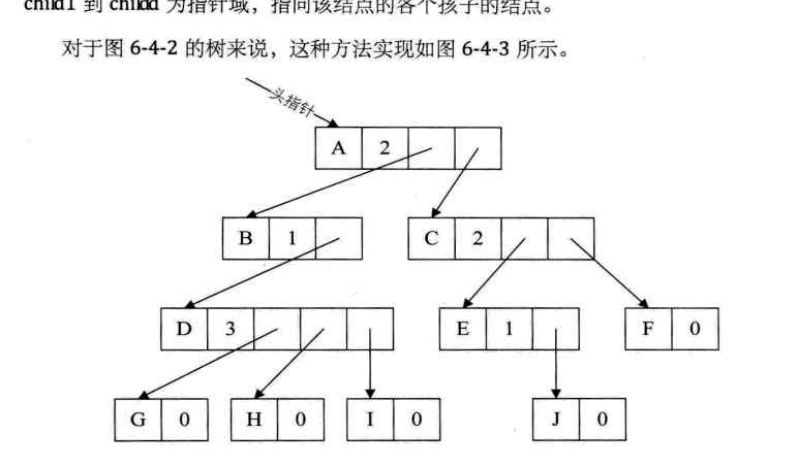 child1 到 childd 为指针域，指向该结点的各个孩子的结点。
对于图 6-4-2 的树来说，这种方法实现如图 6-4-3 所示。
头指针
A 2
B 1 C 2
D 3 E 1 F 0
G 0 H 0 I 0 J 0